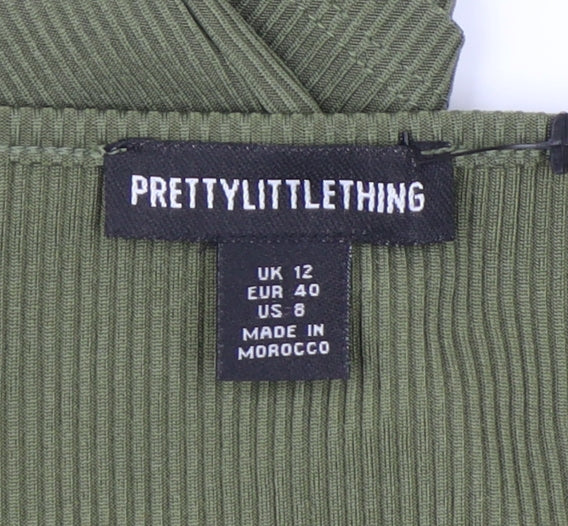 PRETTYLITTLETHING
UK 12
EUR 40
US 8
MADE IN
MOROCCO